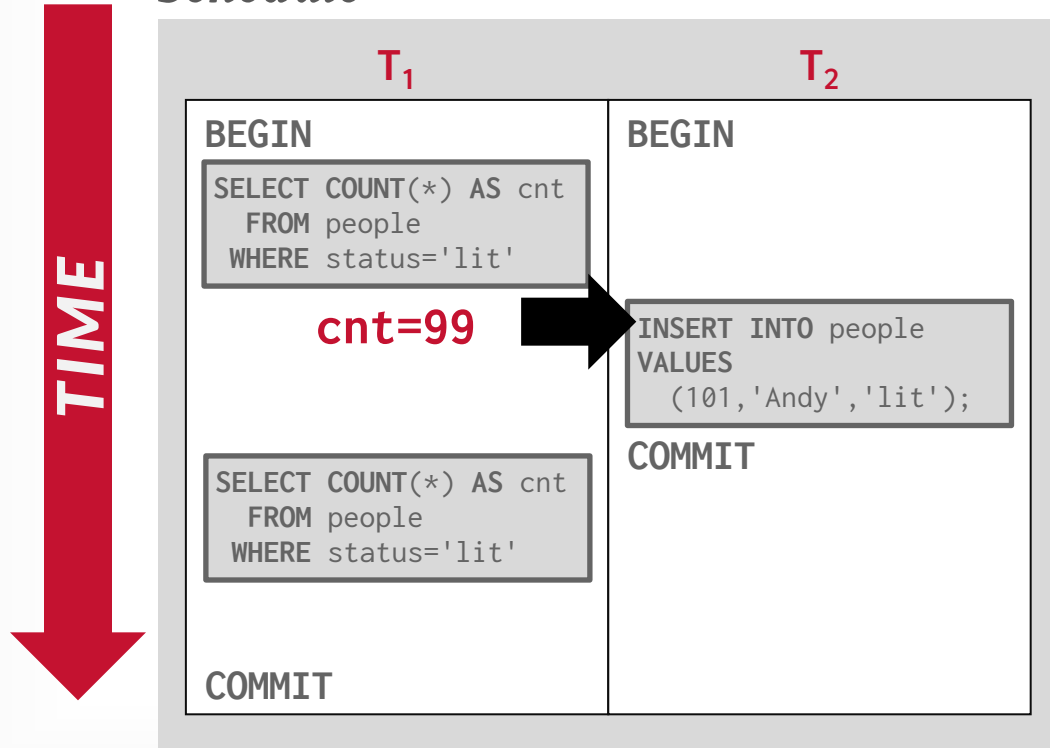 TIME
T₁
T₂
BEGIN
SELECT COUNT(*) AS cnt
FROM people
WHERE status='lit'
cnt=99
SELECT COUNT(*) AS cnt
FROM people
WHERE status='lit'
COMMIT
BEGIN
INSERT INTO people
VALUES
(101,'Andy','lit');
COMMIT